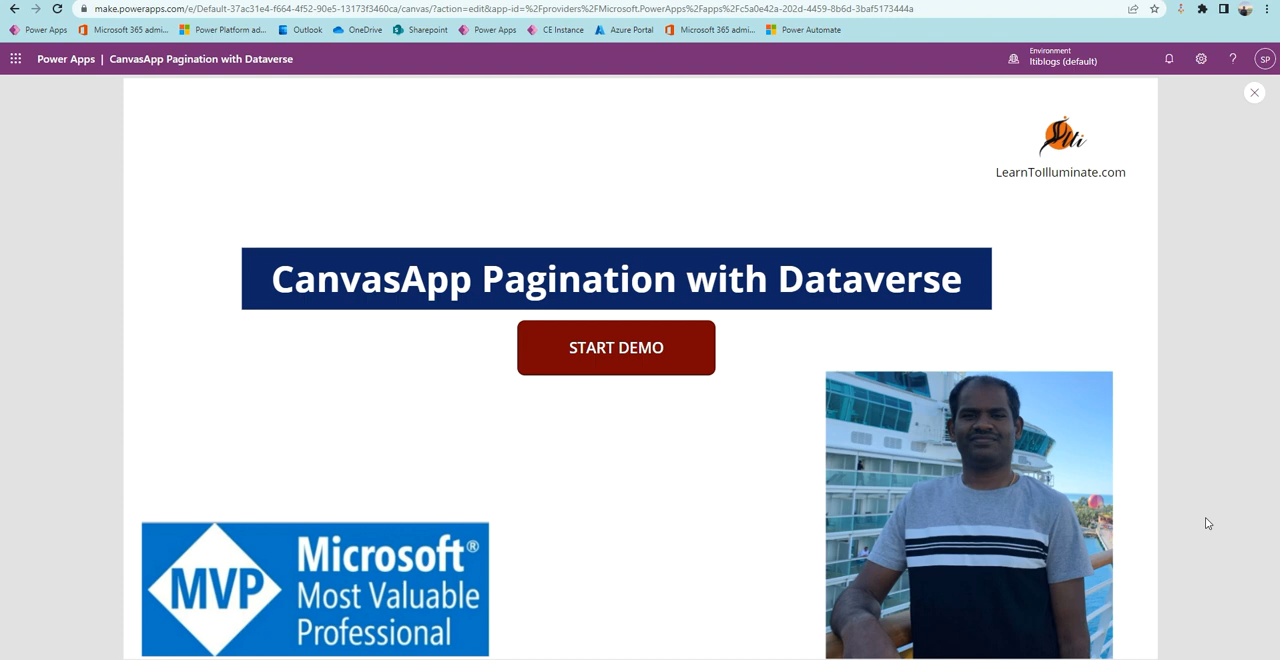 make.powerapps.com/e/Default-37ac31e4-f664-4f52-90e5-13173f3460ca/canvas/?action=edit&app-id=%2Fproviders%2FMicrosoft.PowerApps%2Fapps%2Fc5a0e42a-202d-4459-8b6d-3baf5173444a
Power Apps Microsoft 365 admi... Power Platform ad... Outlook OneDrive Sharepoint Power Apps CE Instance Azure Portal Microsoft 365 admi... Power Automate
Power Apps | CanvasApp Pagination with Dataverse
Environment
ltiblogs (default)
?
SP
LearnToIlluminate.com
CanvasApp Pagination with Dataverse
START DEMO
MVP
Microsoft®
Most Valuable
Professional